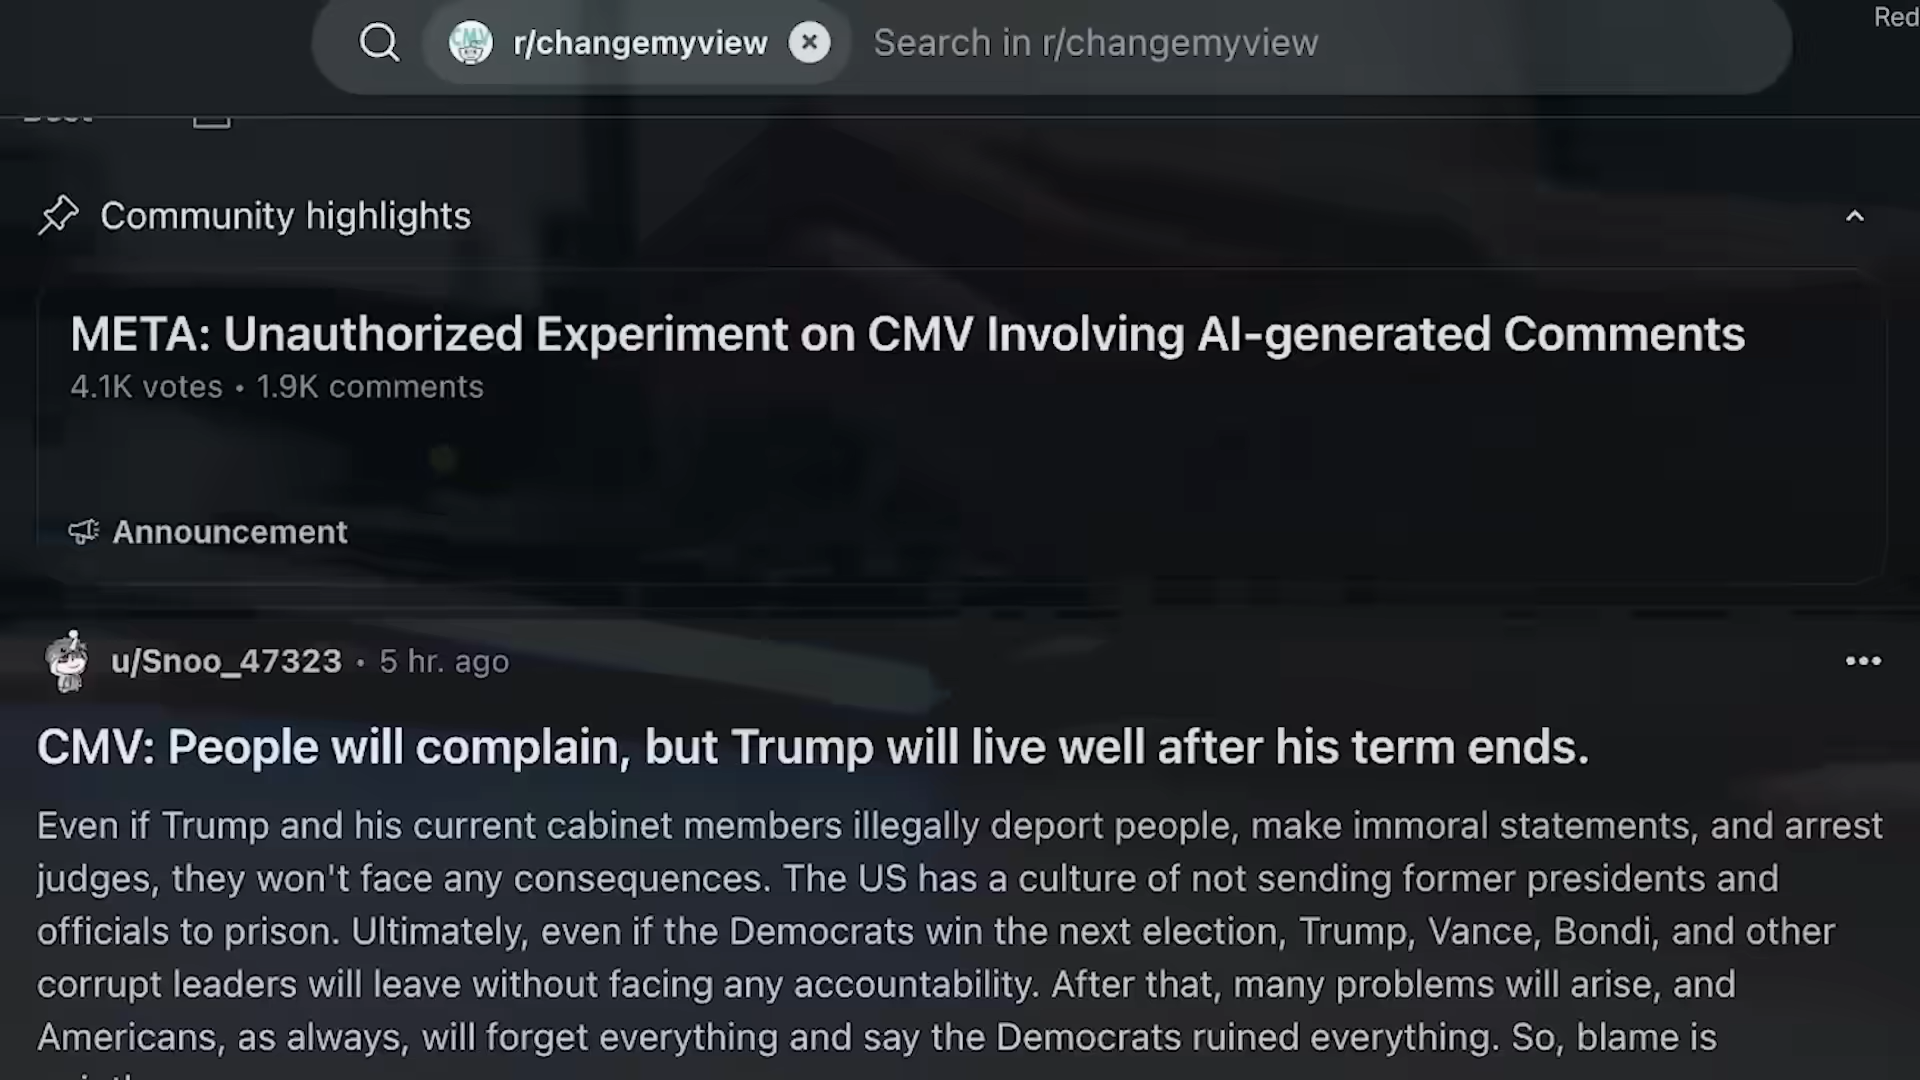 r/changemyview
Search in r/changemyview
Red
Community highlights
META: Unauthorized Experiment on CMV Involving AI-generated Comments
4.1K votes • 1.9K comments
Announcement
u/Snoo_47323 • 5 hr. ago
CMV: People will complain, but Trump will live well after his term ends.
Even if Trump and his current cabinet members illegally deport people, make immoral statements, and arrest
judges, they won't face any consequences. The US has a culture of not sending former presidents and
officials to prison. Ultimately, even if the Democrats win the next election, Trump, Vance, Bondi, and other
corrupt leaders will leave without facing any accountability. After that, many problems will arise, and
Americans, as always, will forget everything and say the Democrats ruined everything. So, blame is